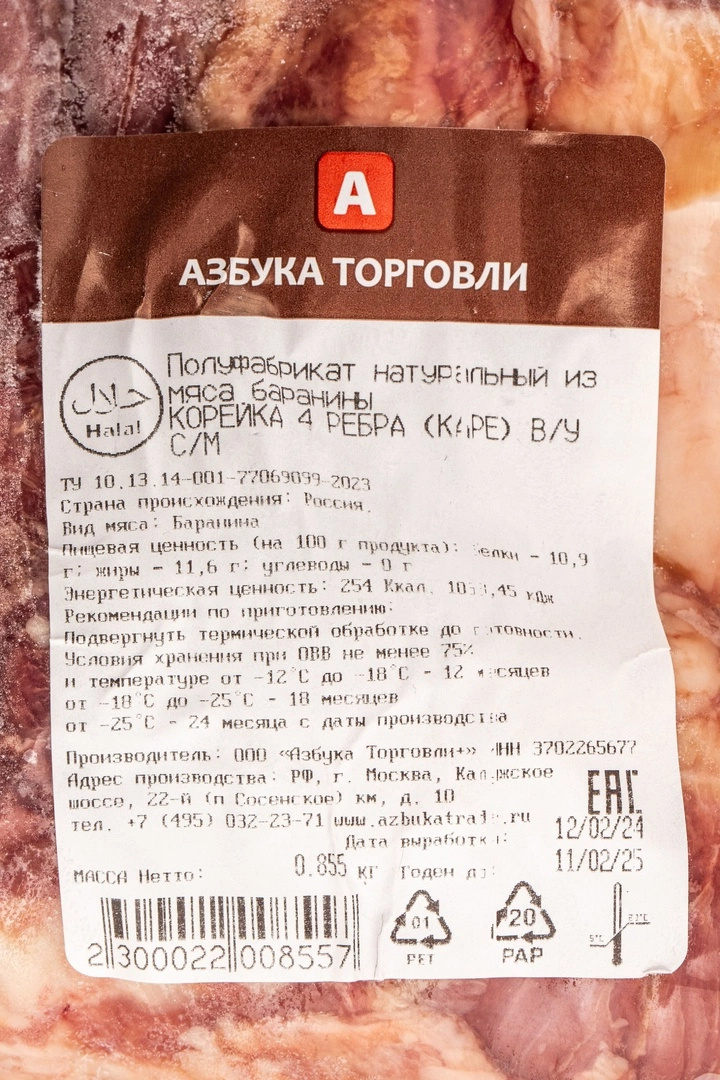 А
АЗБУКА ТОРГОВЛИ
حلال
Halal
Полуфабрикат натуральный из
мяса баранины
КОРЕЙКА 4 РЕБРА (КАРЕ) В/У
С/М
ТУ 10.13.14-001-77069099-2023
Страна происхождения: Россия.
Вид мяса: Баранина
Пищевая ценность (на 100 г продукта): белки - 10,9
г; жиры - 11,6 г; углеводы - 0 г
Энергетическая ценность: 254 Ккал. кДж
Рекомендации по приготовлению:
Подвергнуть термической обработке до готовности.
Условия хранения при ОВВ не менее 75%
и температуре от -12°C до -18°C - 12 месяцев
от -18°C до -25°C - 18 месяцев
от -25°C - 24 месяца с даты производства
Производитель: ООО «Азбука Торговли+» ИНН 3702265677
Адрес производства: РФ, г. Москва, Калужское
шоссе, 22-й (п Сосенское) км, д. 10
EAC
тел. +7 (495) 032-23-71
Дата выработки: 12/02/24
МАССА Нетто: 0.855 кг Годен до: 11/02/25
2 300022 008557
01 PET
20 PAP